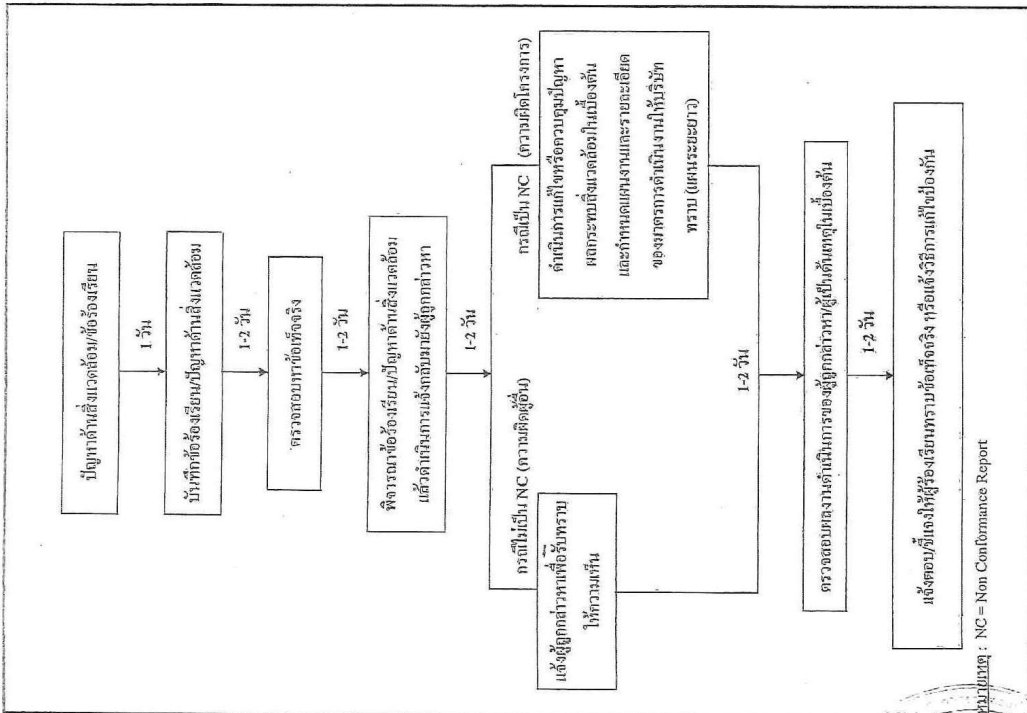 ปัญหาด้านสิ่งแวดล้อม/ข้อร้องเรียน
1 วัน
บันทึกข้อร้องเรียน/ปัญหาด้านสิ่งแวดล้อม
1-2 วัน
ตรวจสอบหาข้อเท็จจริง
1-2 วัน
พิจารณาข้อร้องเรียน/ปัญหาด้านสิ่งแวดล้อม
แล้วดำเนินการแจ้งกลับมายังผู้ถูกกล่าวหา
1-2 วัน
กรณีไม่เป็น NC (ความผิดผู้อื่น)
กรณีเป็น NC (ความผิดโครงการ)
แจ้งผู้ถูกกล่าวหาเพื่อรับทราบ
ให้ความเห็น
ดำเนินการแก้ไขหรือควบคุมปัญหา
ผลกระทบสิ่งแวดล้อมในเบื้องต้น
และกำหนดแผนงานและรายละเอียด
ของมาตรการดำเนินงานให้บริษัท
ทราบ (แผนระยะยาว)
1-2 วัน
ตรวจสอบผลงานดำเนินการของผู้ถูกกล่าวหา/ผู้เป็นต้นเหตุในเบื้องต้น
1-2 วัน
แจ้งตอบ/ชี้แจงให้ผู้ร้องเรียนทราบข้อเท็จจริง หรือแจ้งวิธีการแก้ไขป้องกัน
หมายเหตุ : NC = Non Conformance Report